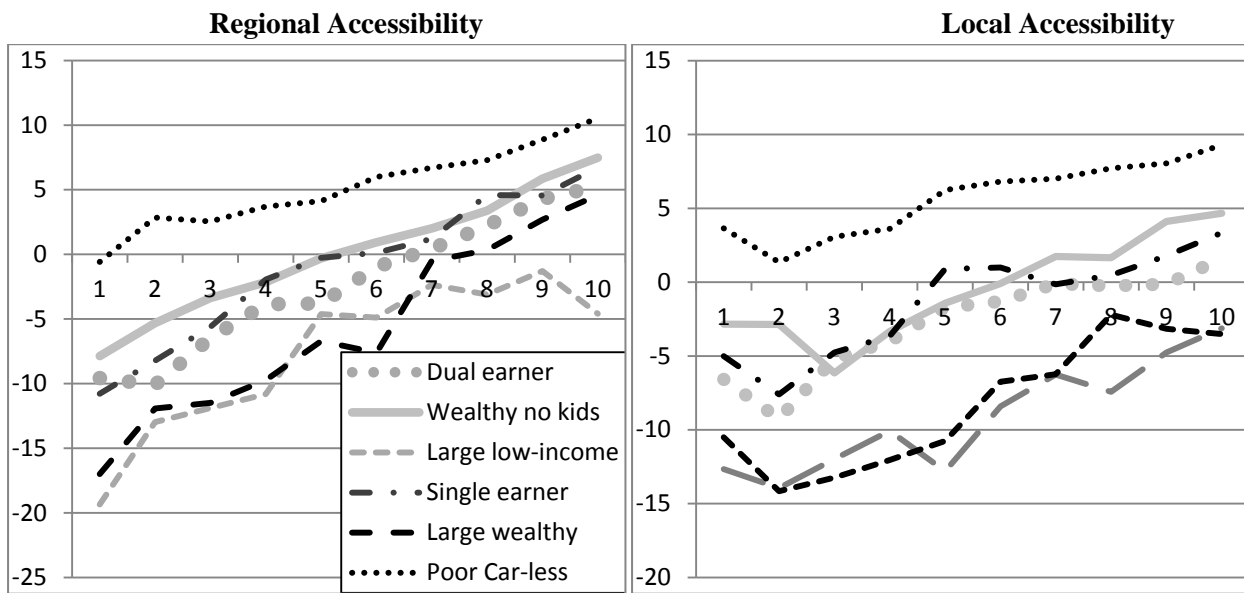 Regional Accessibility
15
10
5
0
-5
-10
-15
-20
-25
1 2 3 4 5 6 7 8 9 10
Dual earner
Wealthy no kids
Large low-income
Single earner
Large wealthy
Poor Car-less
Local Accessibility
15
10
5
0
-5
-10
-15
-20
1 2 3 4 5 6 7 8 9 10